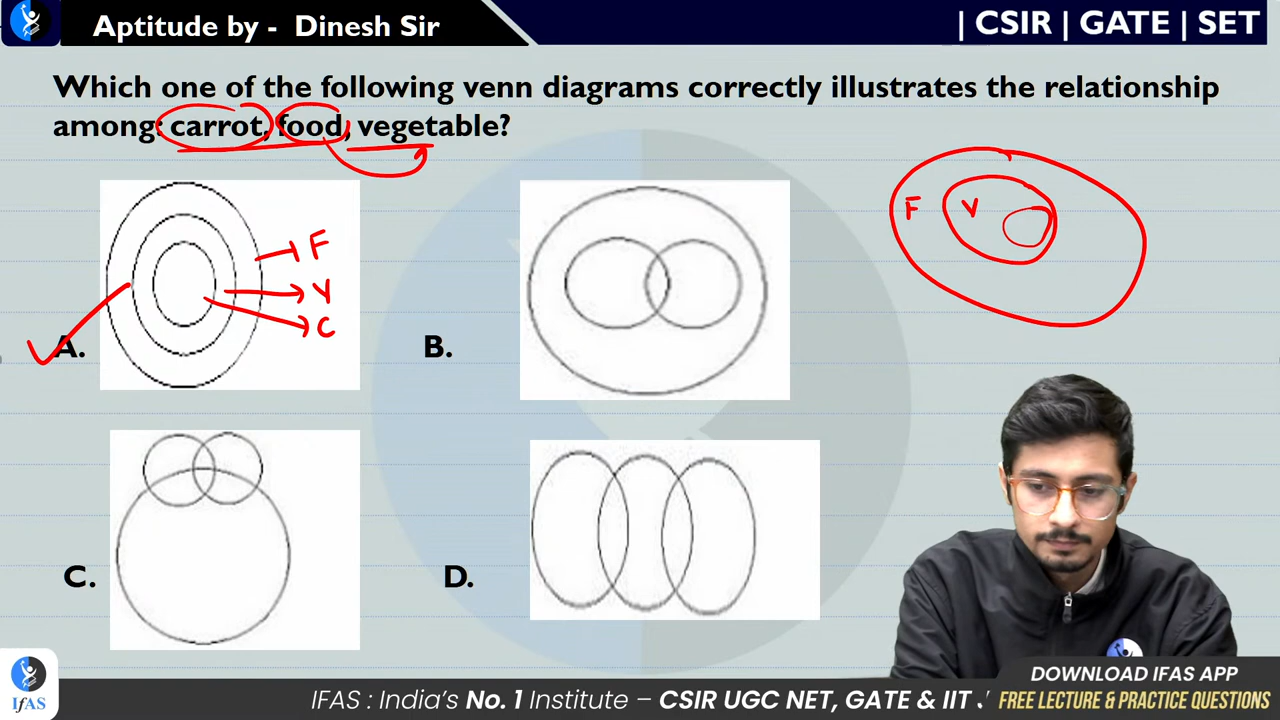 Aptitude by - Dinesh Sir
| CSIR | GATE | SET
Which one of the following venn diagrams correctly illustrates the relationship
among: carrot, food, vegetable?
F
V
C
A.
B.
F V
C.
D.
IFAS
IFAS : India's No. 1 Institute – CSIR UGC NET, GATE & IIT J
DOWNLOAD IFAS APP
FREE LECTURE & PRACTICE QUESTIONS